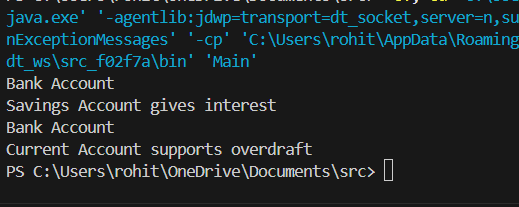 java.exe' '-agentlib:jdwp=transport=dt_socket,server=n,su
nExceptionMessages' '-cp' 'C:\Users\rohit\AppData\Roaming
dt_ws\src_f02f7a\bin' 'Main'
Bank Account
Savings Account gives interest
Bank Account
Current Account supports overdraft
PS C:\Users\rohit\OneDrive\Documents\src>